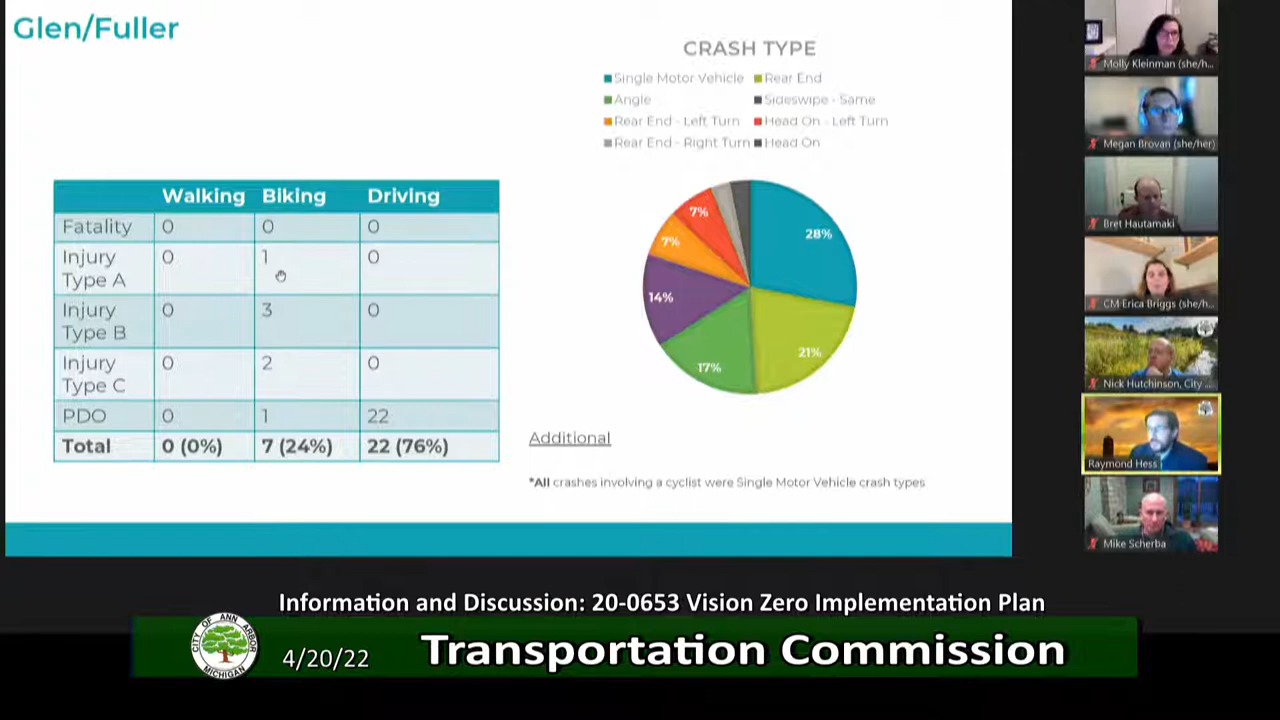 Glen/Fuller
CRASH TYPE
Single Motor Vehicle Rear End
Angle Sideswipe - Same
Rear End - Left Turn Head On - Left Turn
Rear End - Right Turn Head On
28%
21%
17%
14%
7%
7%
Walking Biking Driving
Fatality 0 0 0
Injury
Type A 0 1 0
Injury
Type B 0 3 0
Injury
Type C 0 2 0
PDO 0 1 22
Total 0 (0%) 7 (24%) 22 (76%)
Additional
*All crashes involving a cyclist were Single Motor Vehicle crash types
Molly Kleinman (she/h...
Megan Brovan (she/her)
Bret Hautamaki
CM Erica Briggs (she/h...
Nick Hutchinson, City ...
Raymond Hess
Mike Scherba
Information and Discussion: 20-0653 Vision Zero Implementation Plan
CITY OF ANN ARBOR
MICHIGAN
4/20/22
Transportation Commission